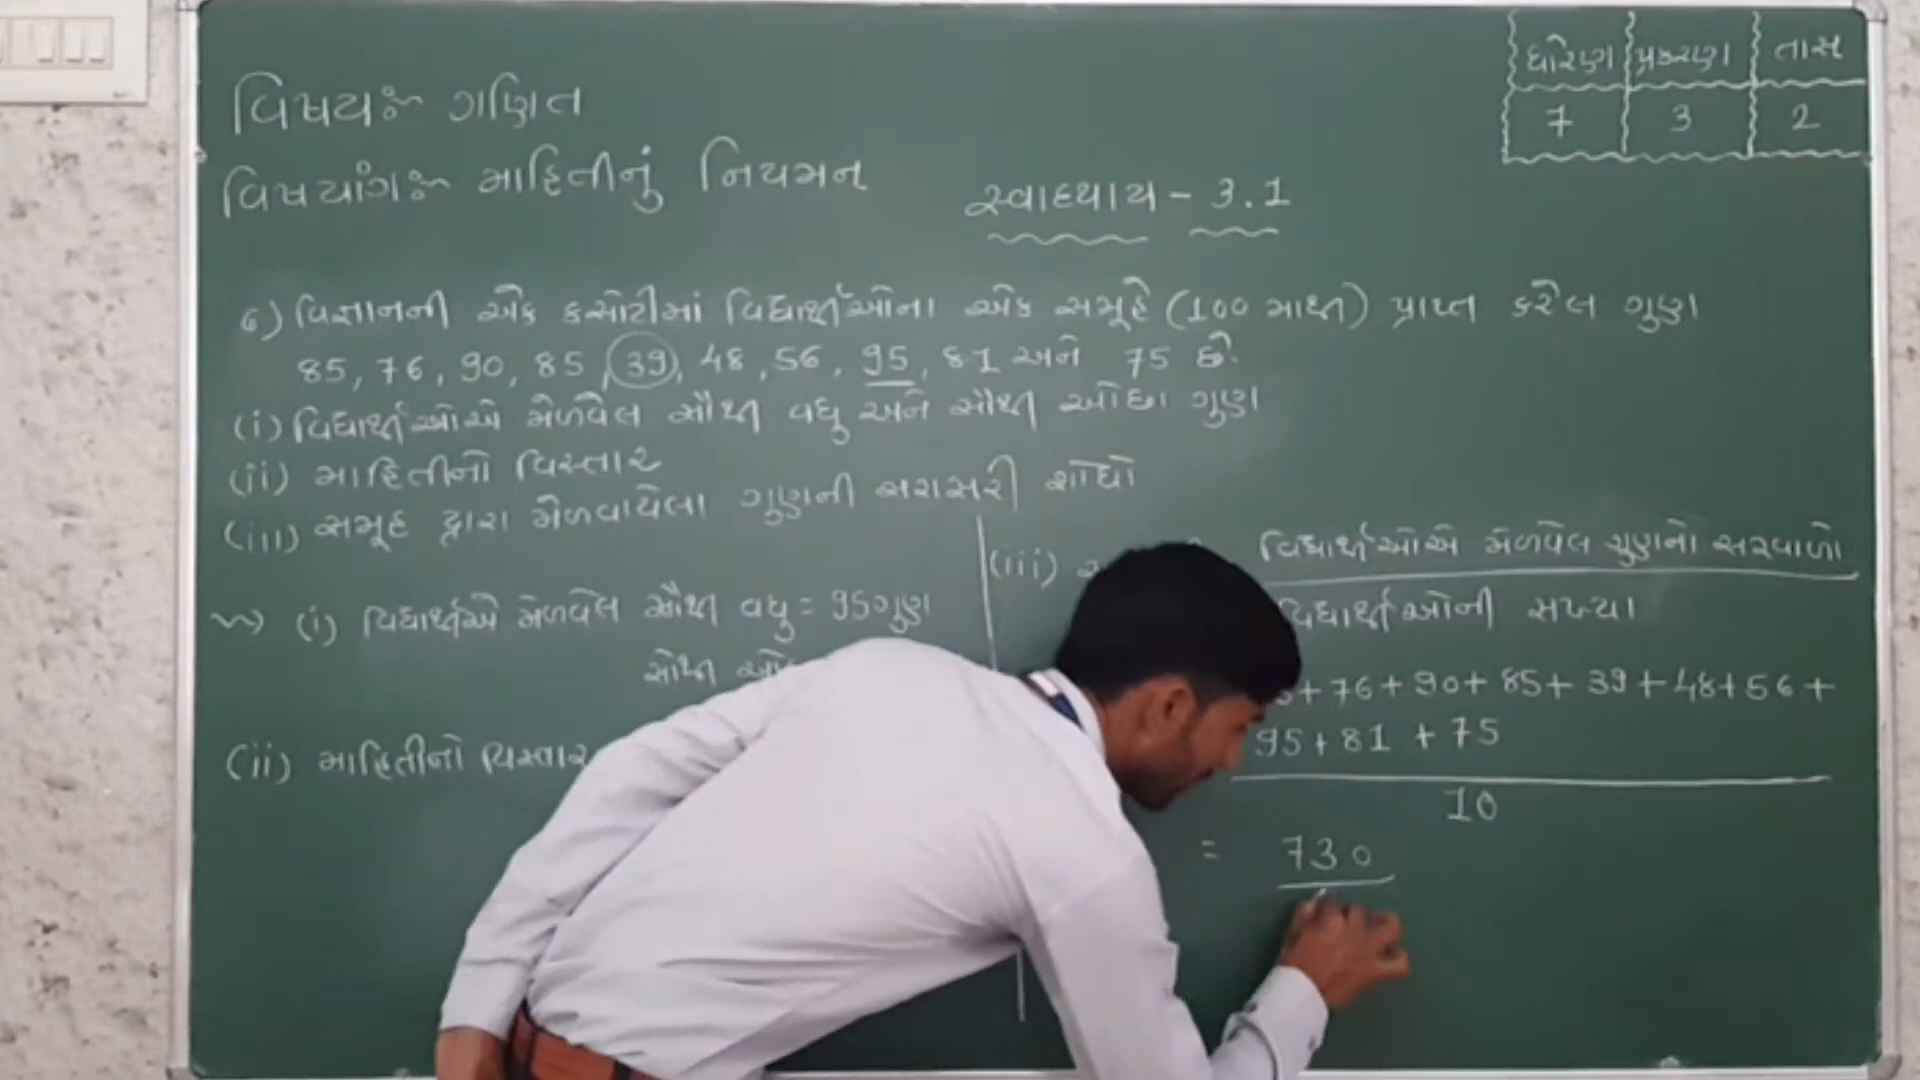 વિષયઃ- ગણિત
વિષયાંગઃ- માહિતીનું નિયમન
ધોરણ પ્રકરણ તાસ
7 3 2
સ્વાધ્યાય - 3.1
6) વિજ્ઞાનની એક કસોટીમાં વિદ્યાર્થીઓના એક સમૂહે (100 માંથી) પ્રાપ્ત કરેલ ગુણ
85, 76, 90, 85, 39, 48, 56, 95, 81 અને 75 છે.
(i) વિદ્યાર્થીઓએ મેળવેલ સૌથી વધુ અને સૌથી ઓછા ગુણ
(ii) માહિતીનો વિસ્તાર
(iii) સમૂહ દ્વારા મેળવાયેલા ગુણની સરાસરી શોધો
(i) વિદ્યાર્થીએ મેળવેલ સૌથી વધુ = 95 ગુણ
સૌથી
(ii) માહિતીનો વિસ્તાર
(iii)
વિદ્યાર્થીઓએ મેળવેલ ગુણનો સરવાળો
વિદ્યાર્થીઓની સંખ્યા
+ 76 + 90 + 85 + 39 + 48 + 56 +
95 + 81 + 75
10
= 730